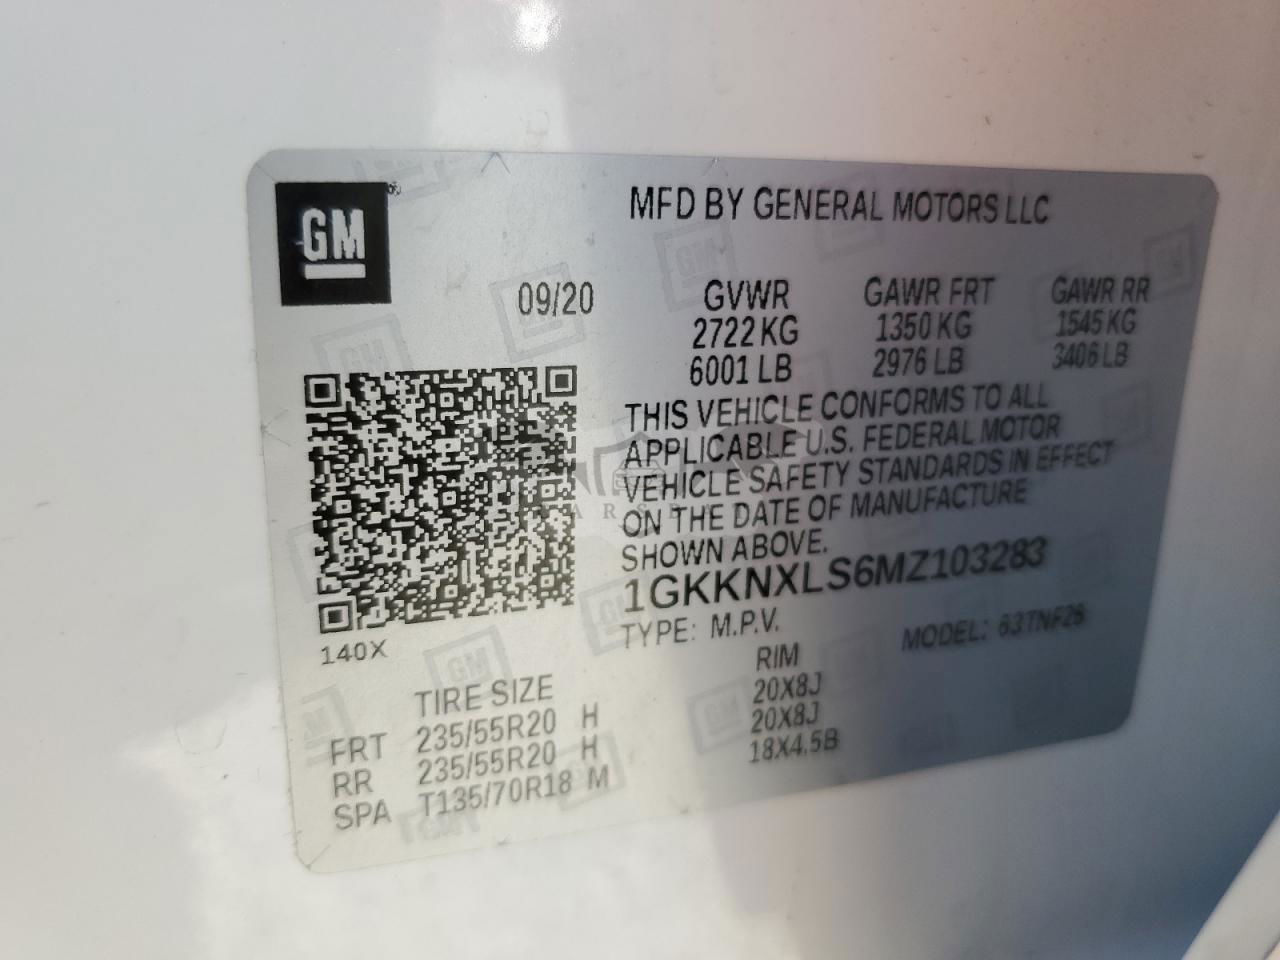 GM
MFD BY GENERAL MOTORS LLC
09/20
GVWR GAWR FRT GAWR RR
2722 KG 1350 KG 1545 KG
6001 LB 2976 LB 3406 LB
THIS VEHICLE CONFORMS TO ALL
APPLICABLE U.S. FEDERAL MOTOR
VEHICLE SAFETY STANDARDS IN EFFECT
ON THE DATE OF MANUFACTURE
SHOWN ABOVE.
1GKKNXLS6MZ103283
TYPE: M.P.V. MODEL: 83TNF26
140X
TIRE SIZE RIM
FRT 235/55R20 H 20X8J
RR 235/55R20 H 20X8J
SPA T135/70R18 M 18X4.5B